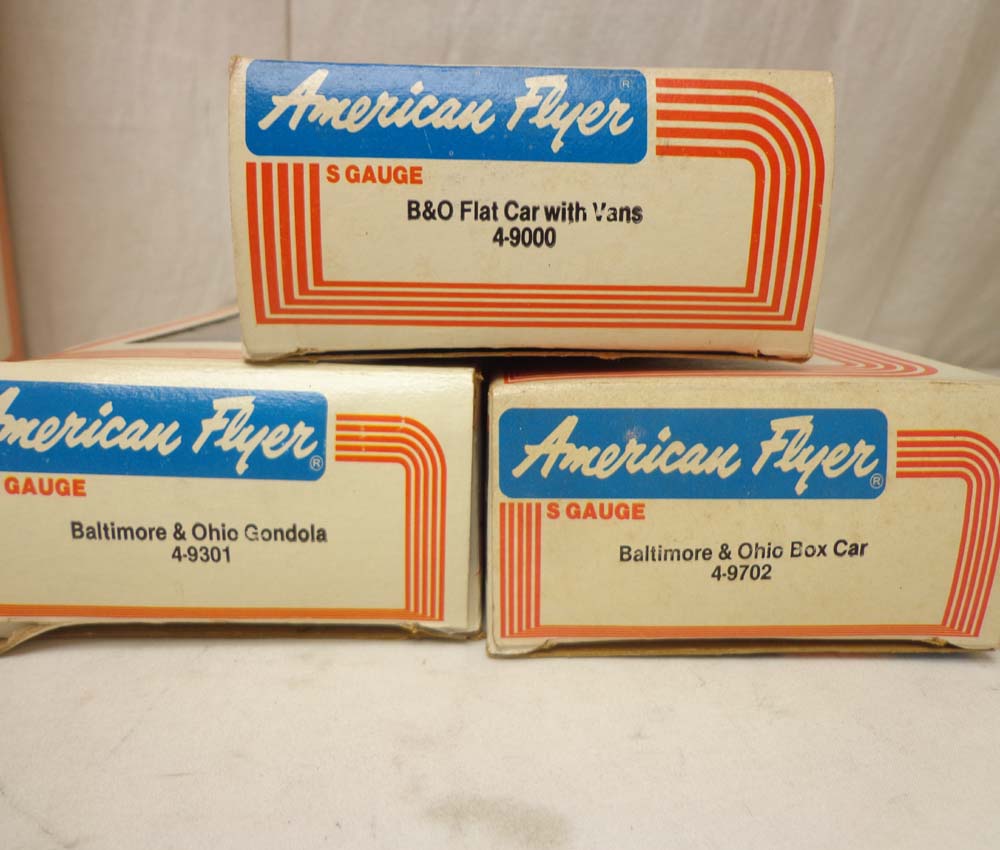 American Flyer ®
S GAUGE
B&O Flat Car with Vans
4-9000
American Flyer ®
GAUGE
Baltimore & Ohio Gondola
4-9301
American Flyer ®
S GAUGE
Baltimore & Ohio Box Car
4-9702